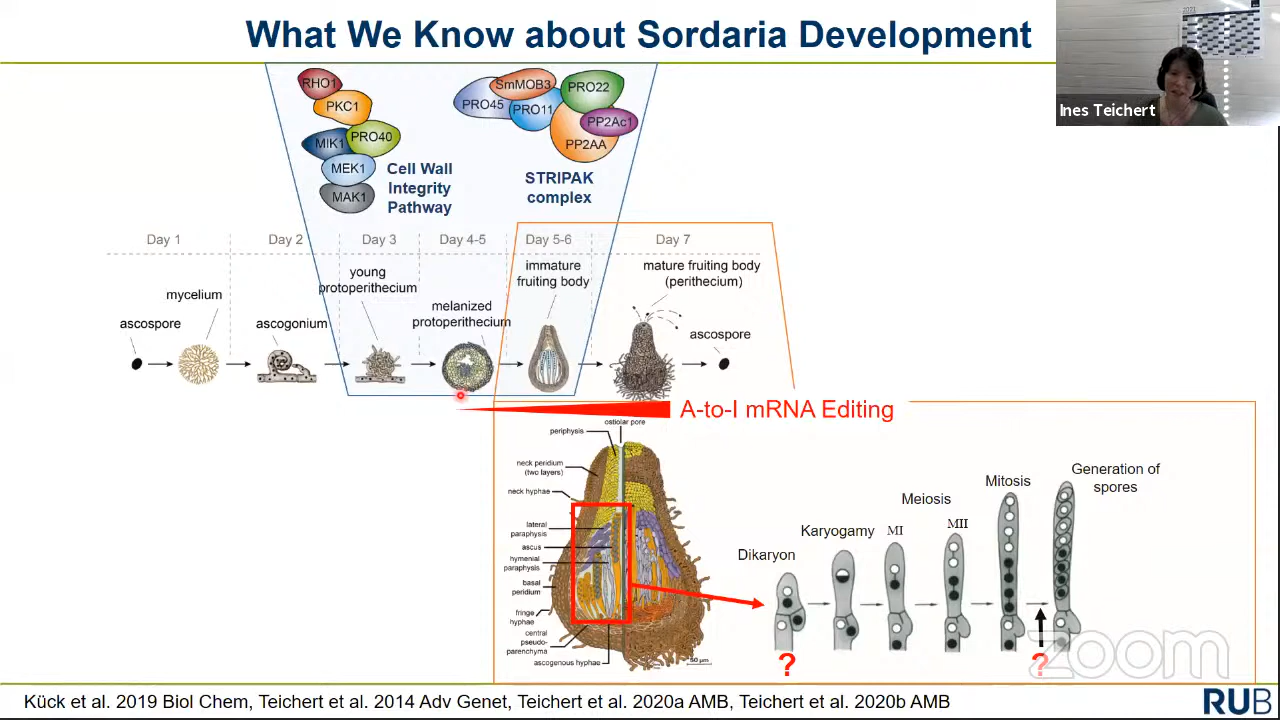 What We Know about Sordaria Development
Ines Teichert
RHO1
PKC1
MIK1
PRO40
MEK1
MAK1
Cell Wall
Integrity
Pathway
SmMOB3
PRO45
PRO11
PRO22
PP2Ac1
PP2AA
STRIPAK
complex
Day 1
Day 2
Day 3
Day 4-5
Day 5-6
Day 7
ascospore
mycelium
ascogonium
young
protoperithecium
melanized
protoperithecium
immature
fruiting body
mature fruiting body
(perithecium)
ascospore
A-to-I mRNA Editing
ostiolar pore
periphysis
neck peridium
(two layers)
neck hyphae
lateral
paraphysis
ascus
hymenial
paraphysis
basal
peridium
fringe
hyphae
central
pseudo-
parenchyma
ascogenous hyphae
50 µm
Dikaryon
Karyogamy
Meiosis
MI
MII
Mitosis
Generation of
spores
?
?
zoom
Kück et al. 2019 Biol Chem, Teichert et al. 2014 Adv Genet, Teichert et al. 2020a AMB, Teichert et al. 2020b AMB
RUB